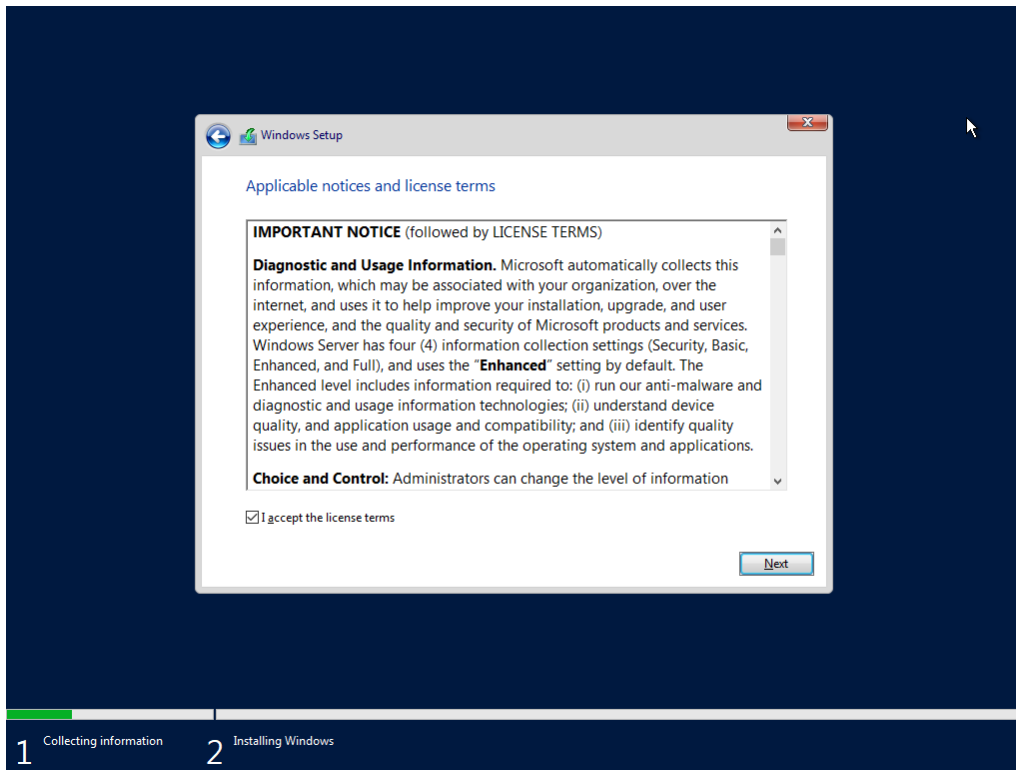 Windows Setup
Applicable notices and license terms
IMPORTANT NOTICE (followed by LICENSE TERMS)
Diagnostic and Usage Information. Microsoft automatically collects this
information, which may be associated with your organization, over the
internet, and uses it to help improve your installation, upgrade, and user
experience, and the quality and security of Microsoft products and services.
Windows Server has four (4) information collection settings (Security, Basic,
Enhanced, and Full), and uses the "Enhanced" setting by default. The
Enhanced level includes information required to: (i) run our anti-malware and
diagnostic and usage information technologies; (ii) understand device
quality, and application usage and compatibility; and (iii) identify quality
issues in the use and performance of the operating system and applications.
Choice and Control: Administrators can change the level of information
I accept the license terms
Next
1 Collecting information
2 Installing Windows